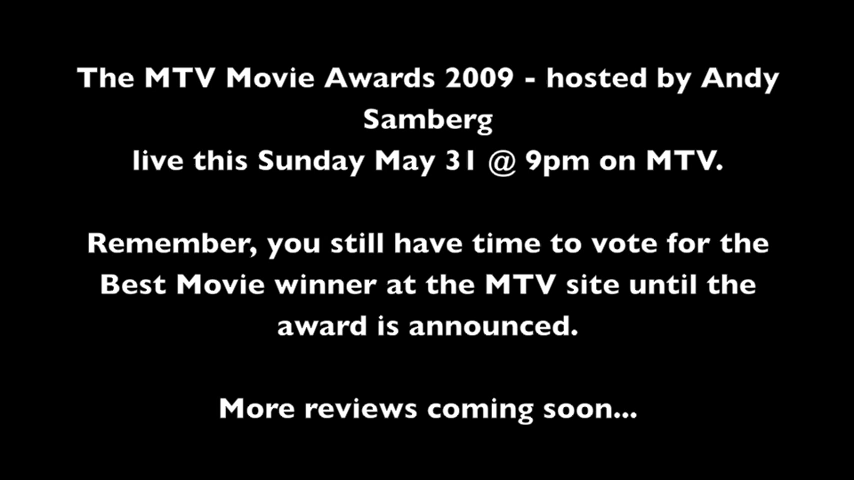 The MTV Movie Awards 2009 - hosted by Andy
Samberg
live this Sunday May 31 @ 9pm on MTV.
Remember, you still have time to vote for the
Best Movie winner at the MTV site until the
award is announced.
More reviews coming soon...